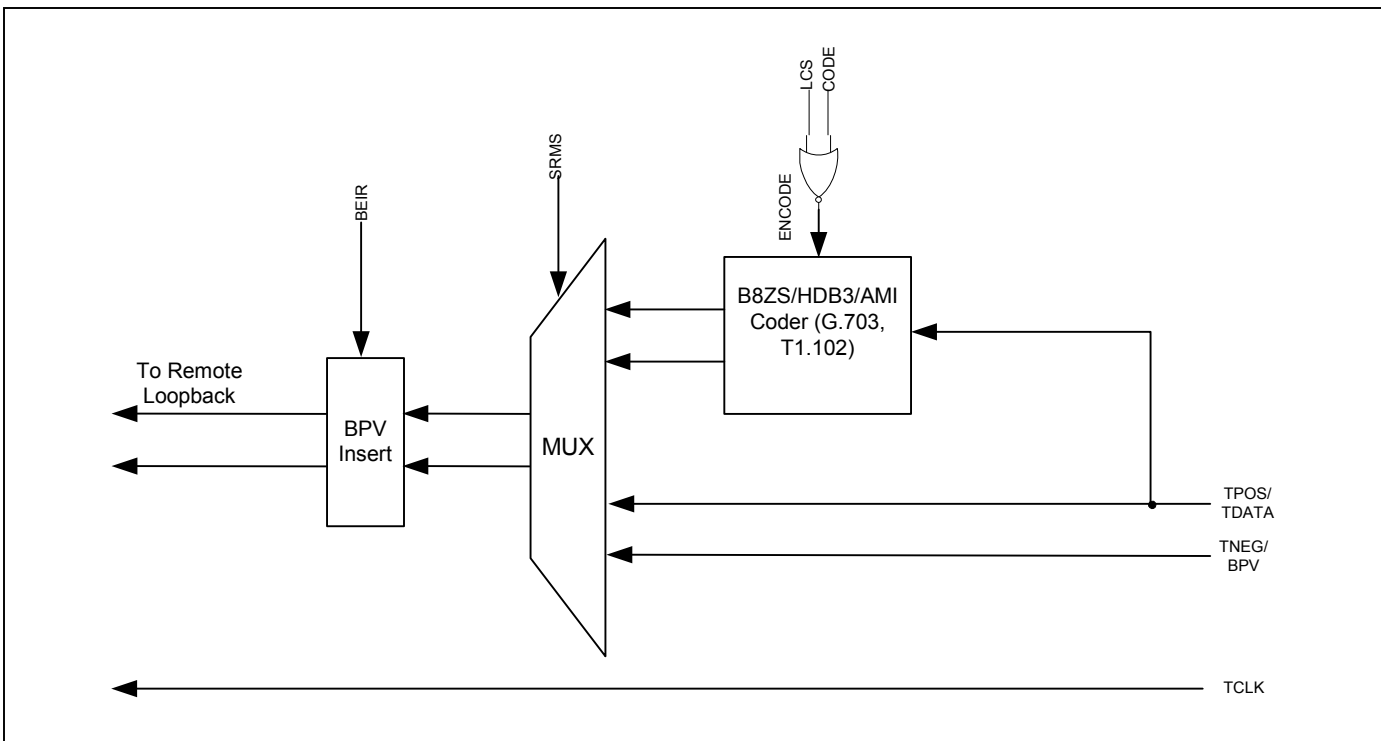 LCS
CODE
SRMS
ENCODE
BEIR
B8ZS/HDB3/AMI
Coder (G.703,
T1.102)
To Remote
Loopback
BPV
Insert
MUX
TPOS/
TDATA
TNEG/
BPV
TCLK